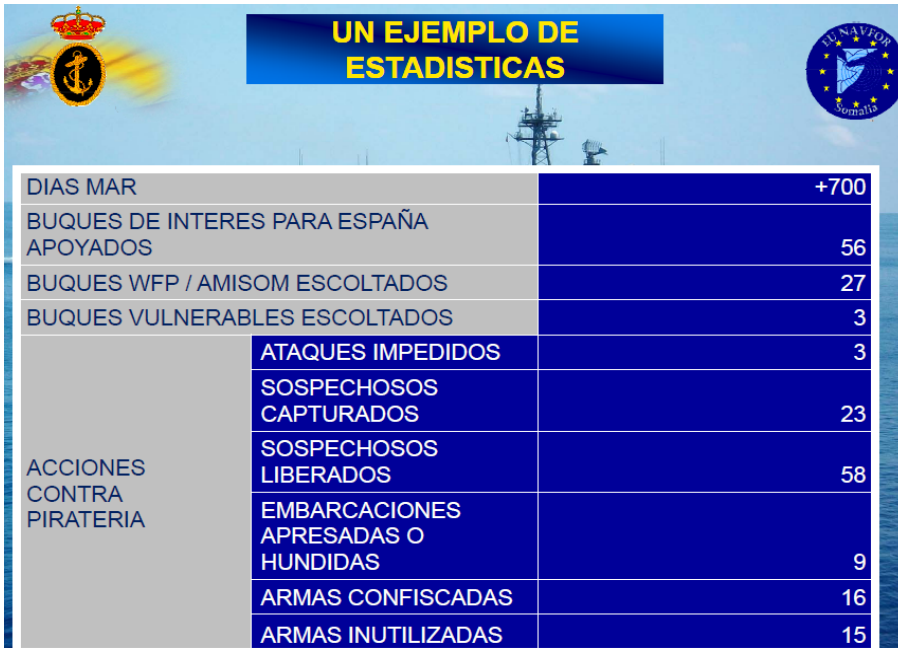 UN EJEMPLO DE
ESTADISTICAS
EU NAVFOR
Somalia
DIAS MAR +700
BUQUES DE INTERES PARA ESPAÑA
APOYADOS 56
BUQUES WFP / AMISOM ESCOLTADOS 27
BUQUES VULNERABLES ESCOLTADOS 3
ACCIONES
CONTRA
PIRATERIA
ATAQUES IMPEDIDOS 3
SOSPECHOSOS
CAPTURADOS 23
SOSPECHOSOS
LIBERADOS 58
EMBARCACIONES
APRESADAS O
HUNDIDAS 9
ARMAS CONFISCADAS 16
ARMAS INUTILIZADAS 15